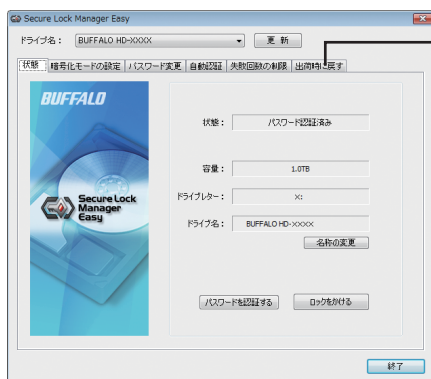 Secure Lock Manager Easy
ドライブ名： BUFFALO HD-XXXX 更 新
状態 暗号化モードの設定 パスワード変更 自動認証 失敗回数の制限 出荷時に戻す
BUFFALO
Secure Lock
Manager
Easy
状態： パスワード認証済み
容量： 1.0TB
ドライブレター： X:
ドライブ名： BUFFALO HD-XXXX
名称の変更
パスワードを認証する ロックをかける
終了